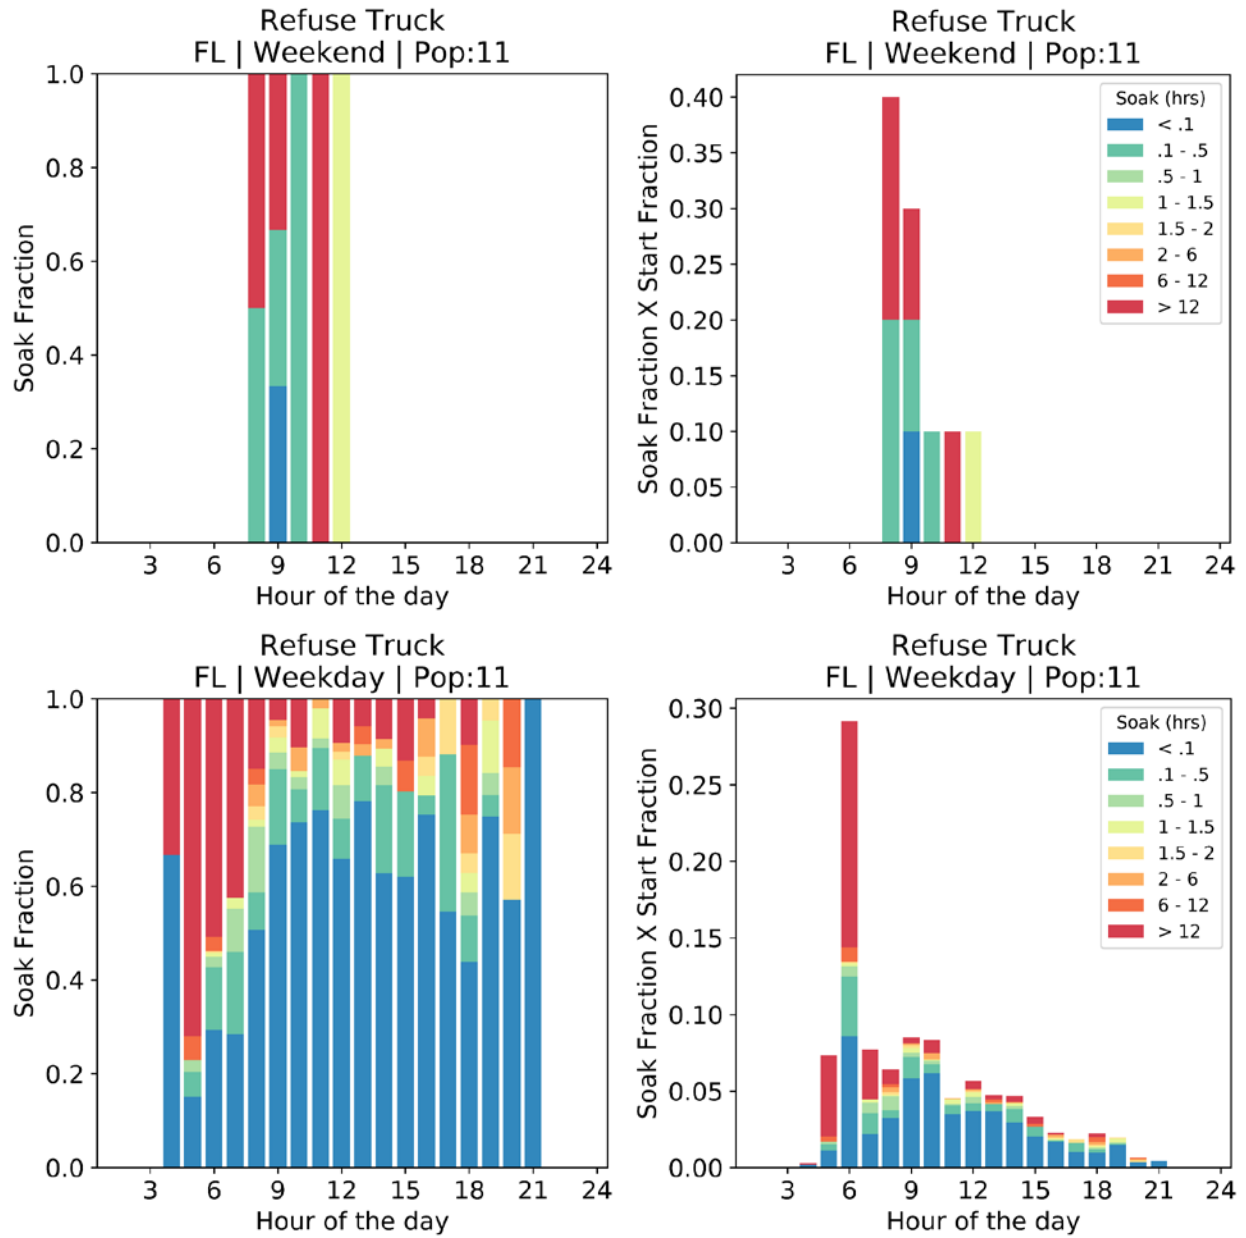 Refuse Truck
FL | Weekend | Pop:11
1.0
0.8
0.6
0.4
0.2
0.0
Soak Fraction
3 6 9 12 15 18 21 24
Hour of the day
Refuse Truck
FL | Weekend | Pop:11
0.40
0.35
0.30
0.25
0.20
0.15
0.10
0.05
0.00
Soak Fraction X Start Fraction
Soak (hrs)
< .1
.1 - .5
.5 - 1
1 - 1.5
1.5 - 2
2 - 6
6 - 12
> 12
3 6 9 12 15 18 21 24
Hour of the day
Refuse Truck
FL | Weekday | Pop:11
1.0
0.8
0.6
0.4
0.2
0.0
Soak Fraction
3 6 9 12 15 18 21 24
Hour of the day
Refuse Truck
FL | Weekday | Pop:11
0.30
0.25
0.20
0.15
0.10
0.05
0.00
Soak Fraction X Start Fraction
Soak (hrs)
< .1
.1 - .5
.5 - 1
1 - 1.5
1.5 - 2
2 - 6
6 - 12
> 12
3 6 9 12 15 18 21 24
Hour of the day